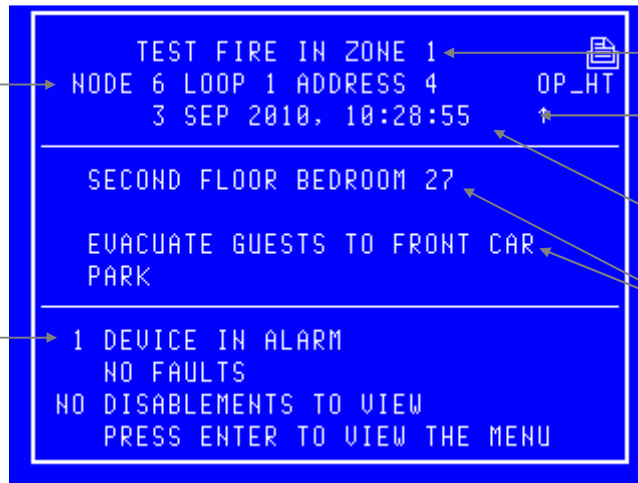 TEST FIRE IN ZONE 1
NODE 6 LOOP 1 ADDRESS 4 OP_HT
3 SEP 2010, 10:28:55 ↑
SECOND FLOOR BEDROOM 27
EVACUATE GUESTS TO FRONT CAR
PARK
1 DEVICE IN ALARM
NO FAULTS
NO DISABLEMENTS TO VIEW
PRESS ENTER TO VIEW THE MENU